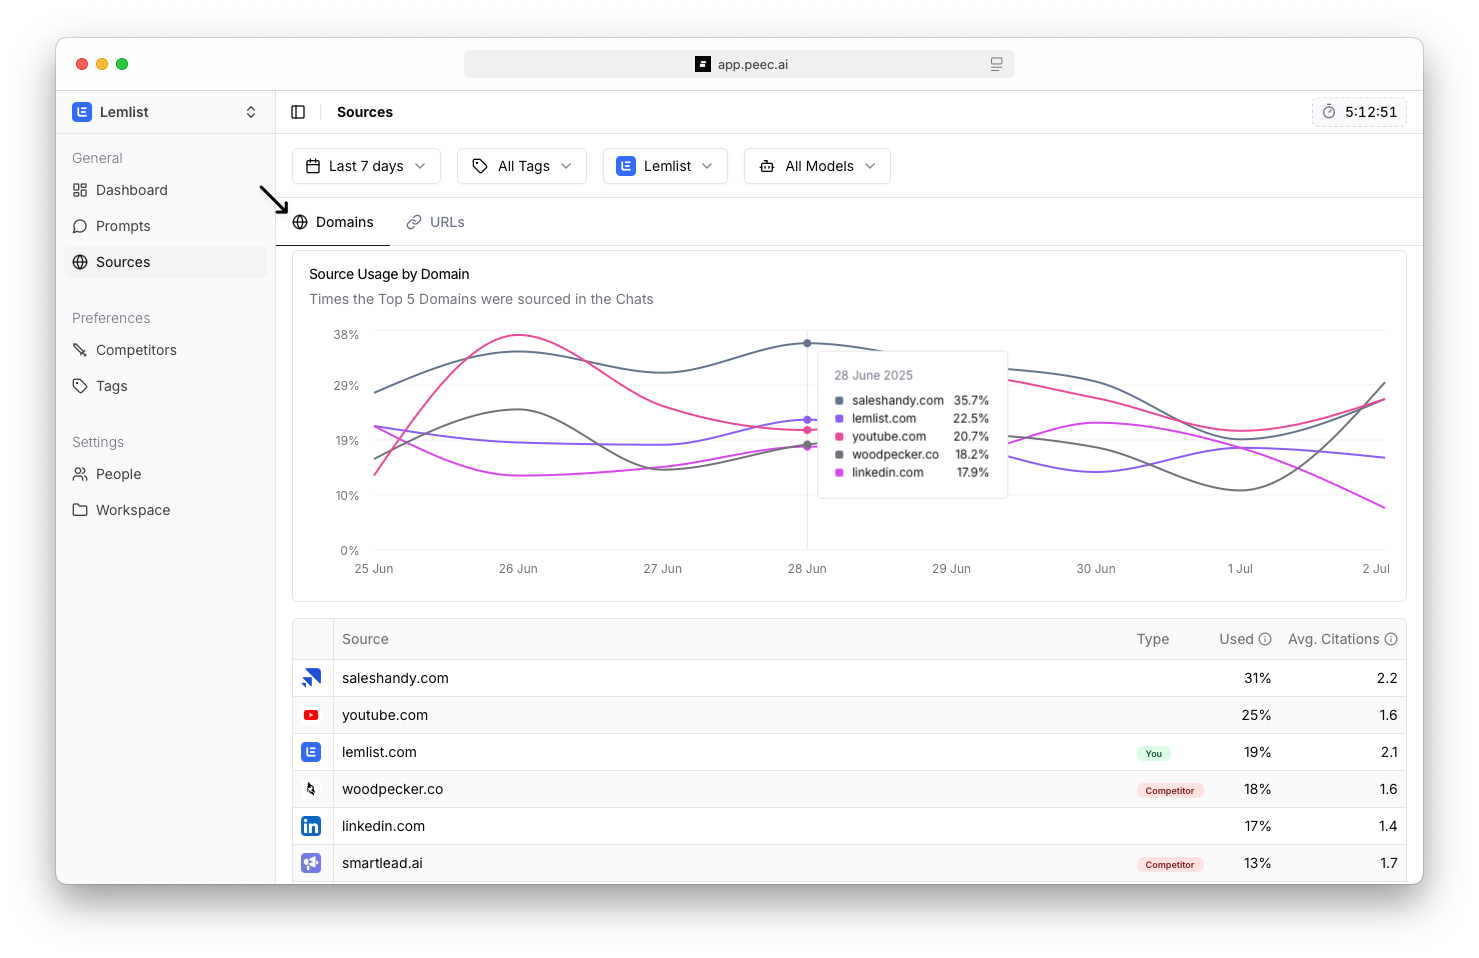 app.peec.ai
Lemlist
Sources
5:12:51
General
Dashboard
Prompts
Sources
Preferences
Competitors
Tags
Settings
People
Workspace
Last 7 days
All Tags
Lemlist
All Models
Domains
URLs
Source Usage by Domain
Times the Top 5 Domains were sourced in the Chats
38%
29%
19%
10%
0%
25 Jun
26 Jun
27 Jun
28 Jun
29 Jun
30 Jun
1 Jul
2 Jul
28 June 2025
saleshandy.com 35.7%
lemlist.com 22.5%
youtube.com 20.7%
woodpecker.co 18.2%
linkedin.com 17.9%
Source Type Used Avg. Citations
saleshandy.com 31% 2.2
youtube.com 25% 1.6
lemlist.com You 19% 2.1
woodpecker.co Competitor 18% 1.6
linkedin.com 17% 1.4
smartlead.ai Competitor 13% 1.7